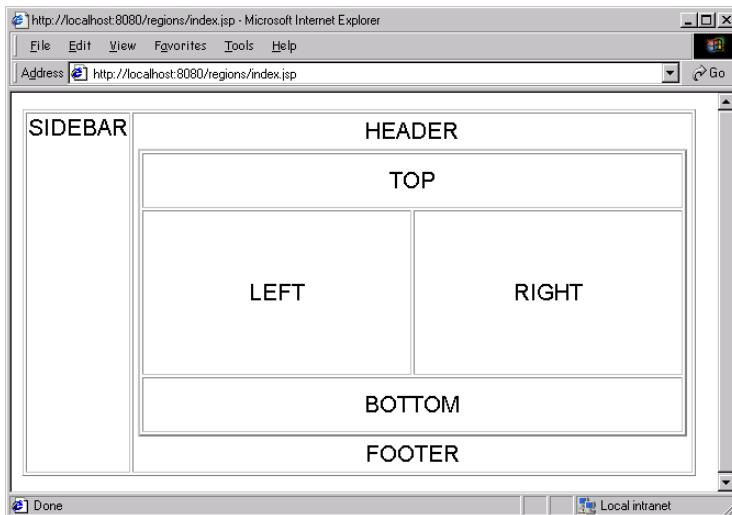 http://localhost:8080/regions/index.jsp - Microsoft Internet Explorer
File Edit View Favorites Tools Help
Address http://localhost:8080/regions/index.jsp Go
SIDEBAR
HEADER
TOP
LEFT
RIGHT
BOTTOM
FOOTER
Done
Local intranet